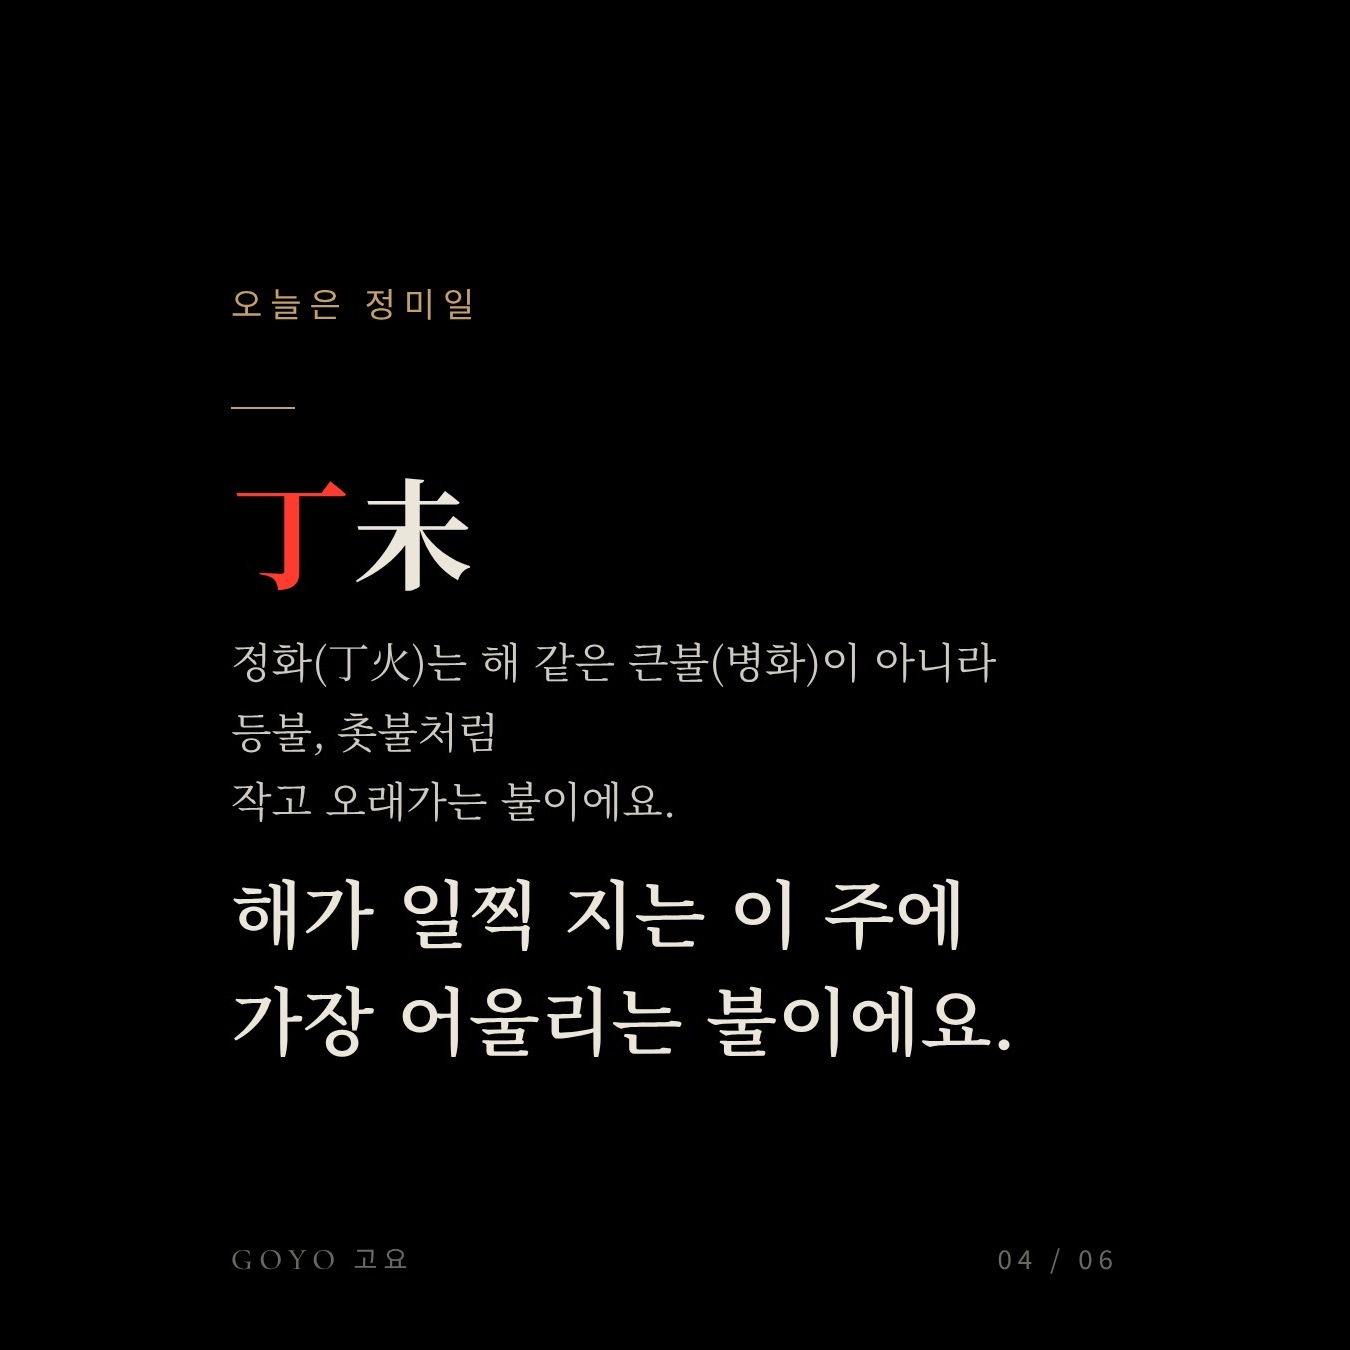 오늘은 정미일
丁未
정화(丁火)는 해 같은 큰불(병화)이 아니라
등불, 촛불처럼
작고 오래가는 불이에요.
해가 일찍 지는 이 주에
가장 어울리는 불이에요.
GOYO 고요
04 / 06